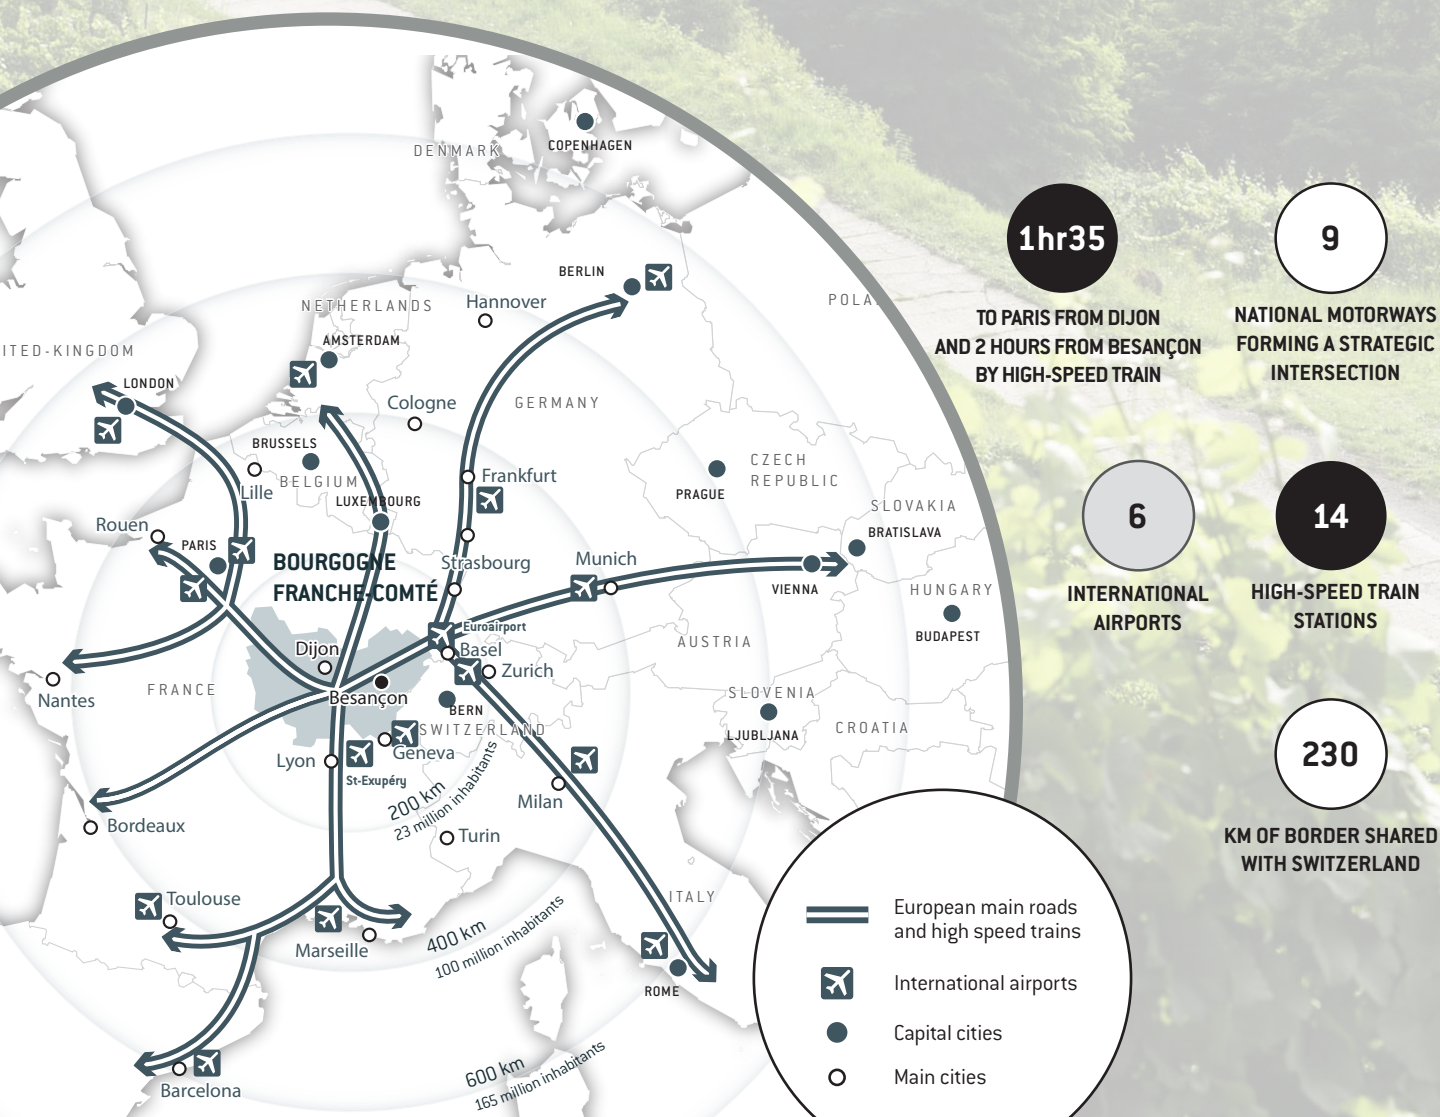 DENMARK
COPENHAGEN
BERLIN
NETHERLANDS
Hannover
POLA
AMSTERDAM
ITED-KINGDOM
LONDON
Cologne
GERMANY
BRUSSELS
BELGIUM
Lille
LUXEMBOURG
Frankfurt
CZECH
REPUBLIC
PRAGUE
SLOVAKIA
BRATISLAVA
Rouen
PARIS
BOURGOGNE
FRANCHE-COMTÉ
Strasbourg
Munich
VIENNA
HUNGARY
BUDAPEST
Euroairport
Basel
Zurich
AUSTRIA
Dijon
Besançon
FRANCE
Nantes
BERN
SWITZERLAND
SLOVENIA
LJUBLJANA
CROATIA
Geneva
Lyon
St-Exupéry
200 km
23 million inhabitants
Milan
Turin
Bordeaux
Toulouse
Marseille
400 km
100 million inhabitants
ITALY
ROME
600 km
165 million inhabitants
Barcelona
European main roads
and high speed trains
International airports
Capital cities
Main cities
1hr35
TO PARIS FROM DIJON
AND 2 HOURS FROM BESANÇON
BY HIGH-SPEED TRAIN
9
NATIONAL MOTORWAYS
FORMING A STRATEGIC
INTERSECTION
6
INTERNATIONAL
AIRPORTS
14
HIGH-SPEED TRAIN
STATIONS
230
KM OF BORDER SHARED
WITH SWITZERLAND